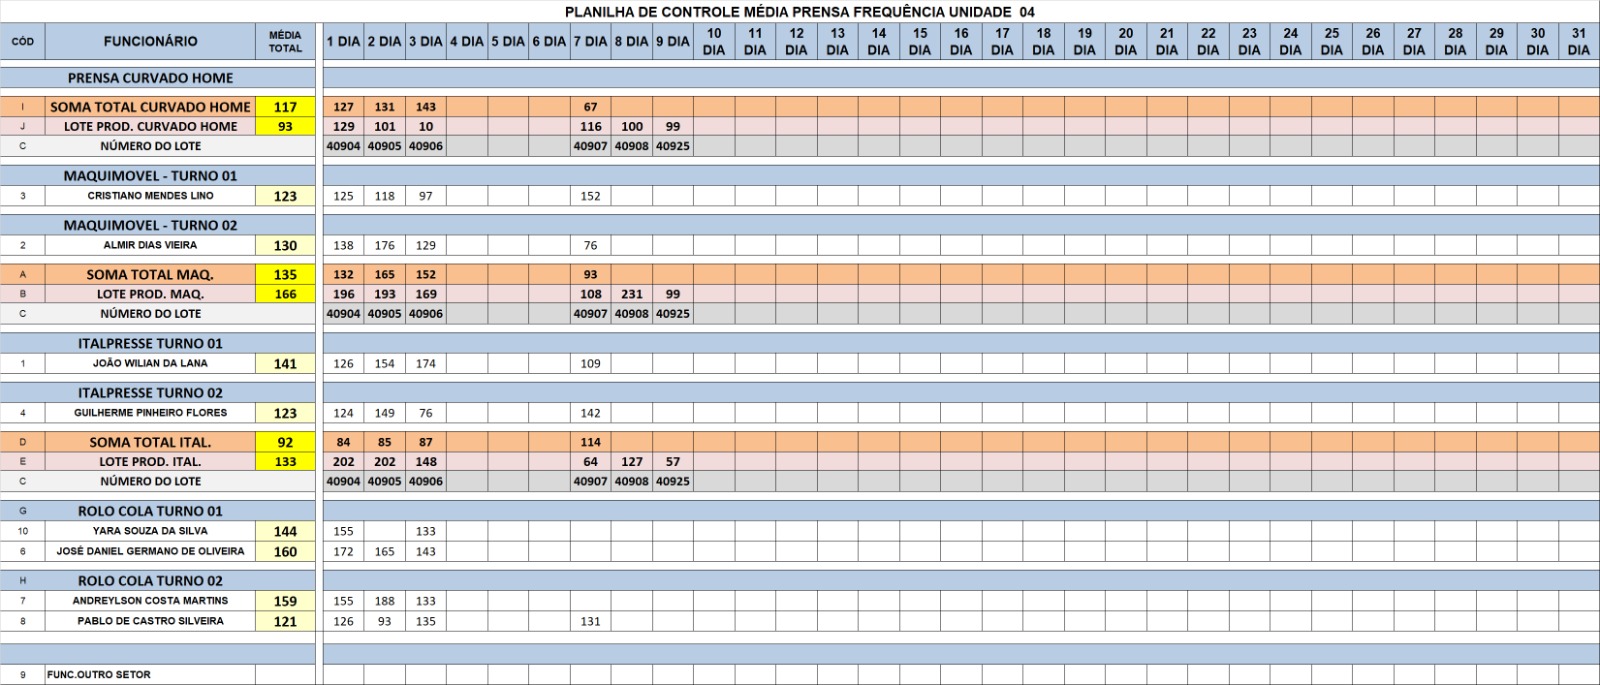 PLANILHA DE CONTROLE MÉDIA PRENSA FREQUÊNCIA UNIDADE 04
CÓD FUNCIONÁRIO MÉDIA TOTAL 1 DIA 2 DIA 3 DIA 4 DIA 5 DIA 6 DIA 7 DIA 8 DIA 9 DIA 10 DIA 11 DIA 12 DIA 13 DIA 14 DIA 15 DIA 16 DIA 17 DIA 18 DIA 19 DIA 20 DIA 21 DIA 22 DIA 23 DIA 24 DIA 25 DIA 26 DIA 27 DIA 28 DIA 29 DIA 30 DIA 31 DIA
PRENSA CURVADO HOME
I SOMA TOTAL CURVADO HOME 117 127 131 143 67
J LOTE PROD. CURVADO HOME 93 129 101 10 116 100 99
C NÚMERO DO LOTE 40904 40905 40906 40907 40908 40925
MAQUIMOVEL - TURNO 01
3 CRISTIANO MENDES LINO 123 125 118 97 152
MAQUIMOVEL - TURNO 02
2 ALMIR DIAS VIEIRA 130 138 176 129 76
A SOMA TOTAL MAQ. 135 132 165 152 93
B LOTE PROD. MAQ. 166 196 193 169 108 231 99
C NÚMERO DO LOTE 40904 40905 40906 40907 40908 40925
ITALPRESSE TURNO 01
1 JOÃO WILIAN DA LANA 141 126 154 174 109
ITALPRESSE TURNO 02
4 GUILHERME PINHEIRO FLORES 123 124 149 76 142
D SOMA TOTAL ITAL. 92 84 85 87 114
E LOTE PROD. ITAL. 133 202 202 148 64 127 57
C NÚMERO DO LOTE 40904 40905 40906 40907 40908 40925
G ROLO COLA TURNO 01
10 YARA SOUZA DA SILVA 144 155 133
6 JOSÉ DANIEL GERMANO DE OLIVEIRA 160 172 165 143
H ROLO COLA TURNO 02
7 ANDREYLSON COSTA MARTINS 159 155 188 133
8 PABLO DE CASTRO SILVEIRA 121 126 93 135 131
9 FUNC.OUTRO SETOR